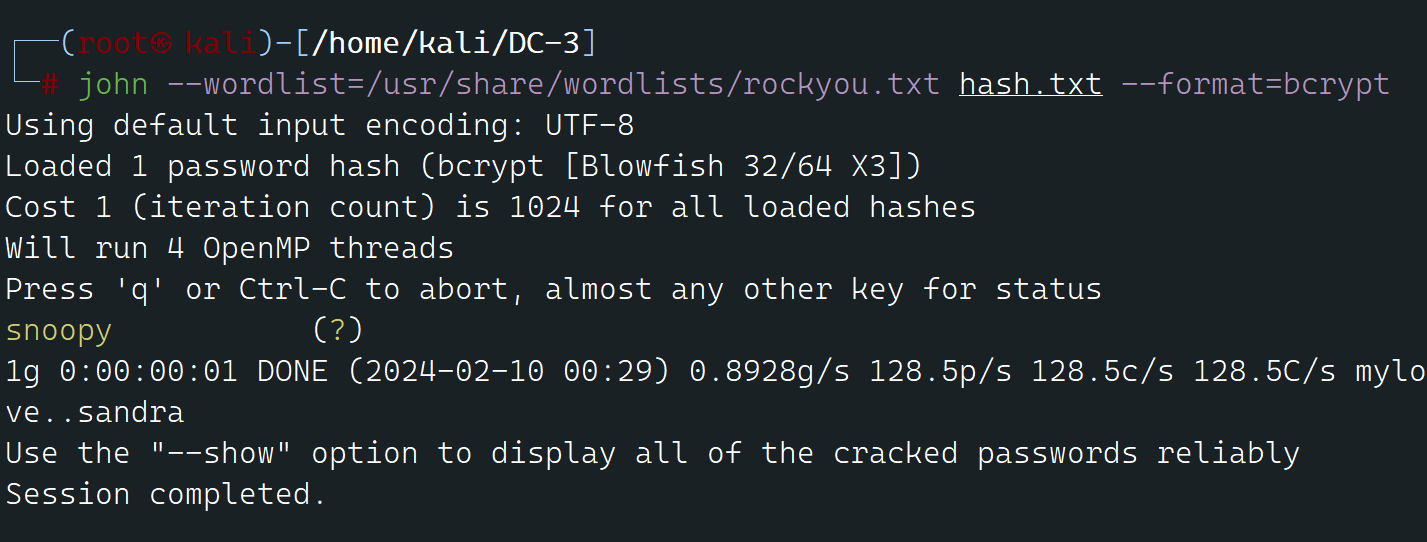 ┌──(root㉿kali)-[/home/kali/DC-3]
└─# john --wordlist=/usr/share/wordlists/rockyou.txt hash.txt --format=bcrypt
Using default input encoding: UTF-8
Loaded 1 password hash (bcrypt [Blowfish 32/64 X3])
Cost 1 (iteration count) is 1024 for all loaded hashes
Will run 4 OpenMP threads
Press 'q' or Ctrl-C to abort, almost any other key for status
snoopy           (?)
1g 0:00:00:01 DONE (2024-02-10 00:29) 0.8928g/s 128.5p/s 128.5c/s 128.5C/s mylo
ve..sandra
Use the "--show" option to display all of the cracked passwords reliably
Session completed.